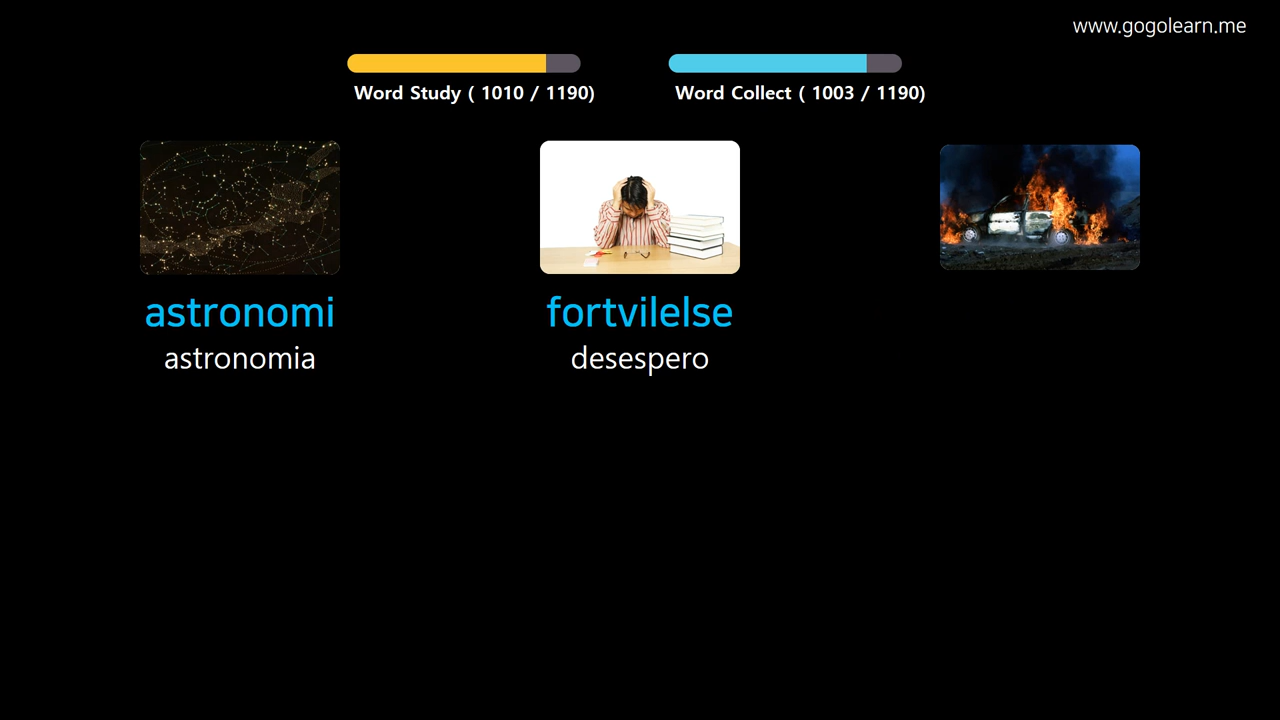 www.gogolearn.me
Word Study ( 1010 / 1190)
Word Collect ( 1003 / 1190)
astronomi
astronomia
fortvilelse
desespero